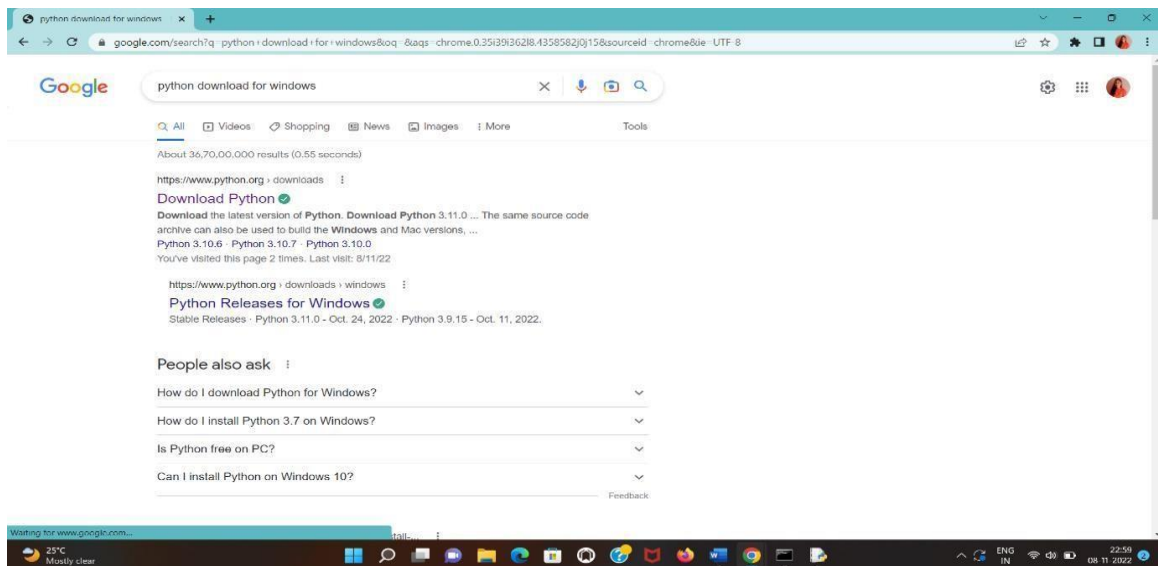 python download for windows
google.com/search?q=python+download+for+windows&oq=&aqs=chrome.0.35i39i362l8.4358582j0j15&sourceid=chrome&ie=UTF-8
Google
python download for windows
All Videos Shopping News Images More Tools
About 36,70,00,000 results (0.55 seconds)
https://www.python.org › downloads
Download Python
Download the latest version of Python. Download Python 3.11.0 ... The same source code
archive can also be used to build the Windows and Mac versions, ...
Python 3.10.6 · Python 3.10.7 · Python 3.10.0
You've visited this page 2 times. Last visit: 8/11/22
https://www.python.org › downloads › windows
Python Releases for Windows
Stable Releases · Python 3.11.0 - Oct. 24, 2022 · Python 3.9.15 - Oct. 11, 2022.
People also ask
How do I download Python for Windows?
How do I install Python 3.7 on Windows?
Is Python free on PC?
Can I install Python on Windows 10?
Feedback
Waiting for www.google.com...
25°C
Mostly clear
ENG
IN
22:59
08-11-2022
2